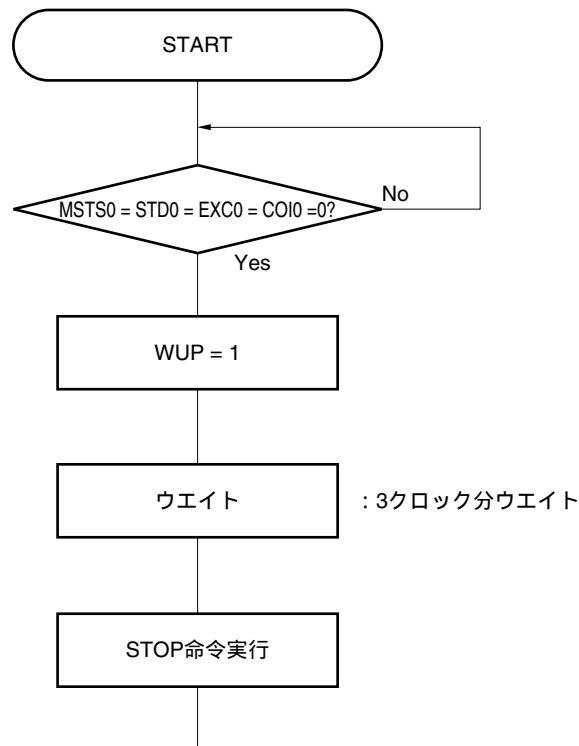 START
MSTS0 = STD0 = EXC0 = COI0 =0?
No
Yes
WUP = 1
ウエイト
：3クロック分ウエイト
STOP命令実行